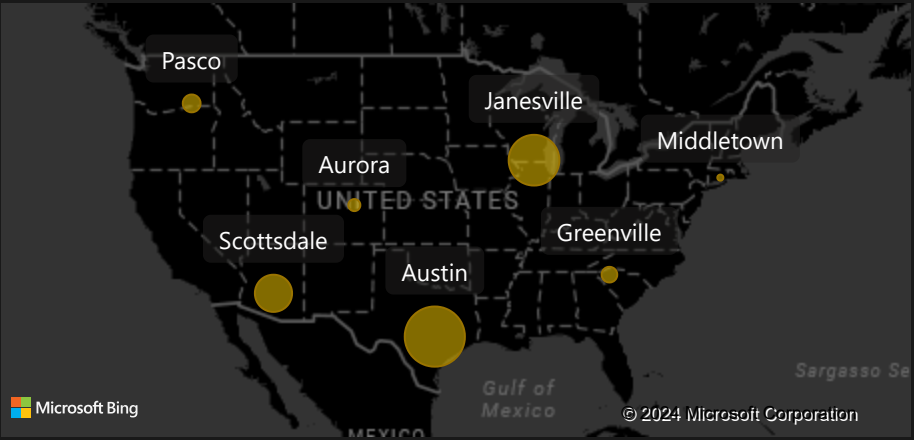 Pasco
Janesville
Middletown
Aurora
UNITED STATES
Scottsdale
Greenville
Austin
Sargasso Se
Gulf of
Mexico
Microsoft Bing
© 2024 Microsoft Corporation
MEXICO